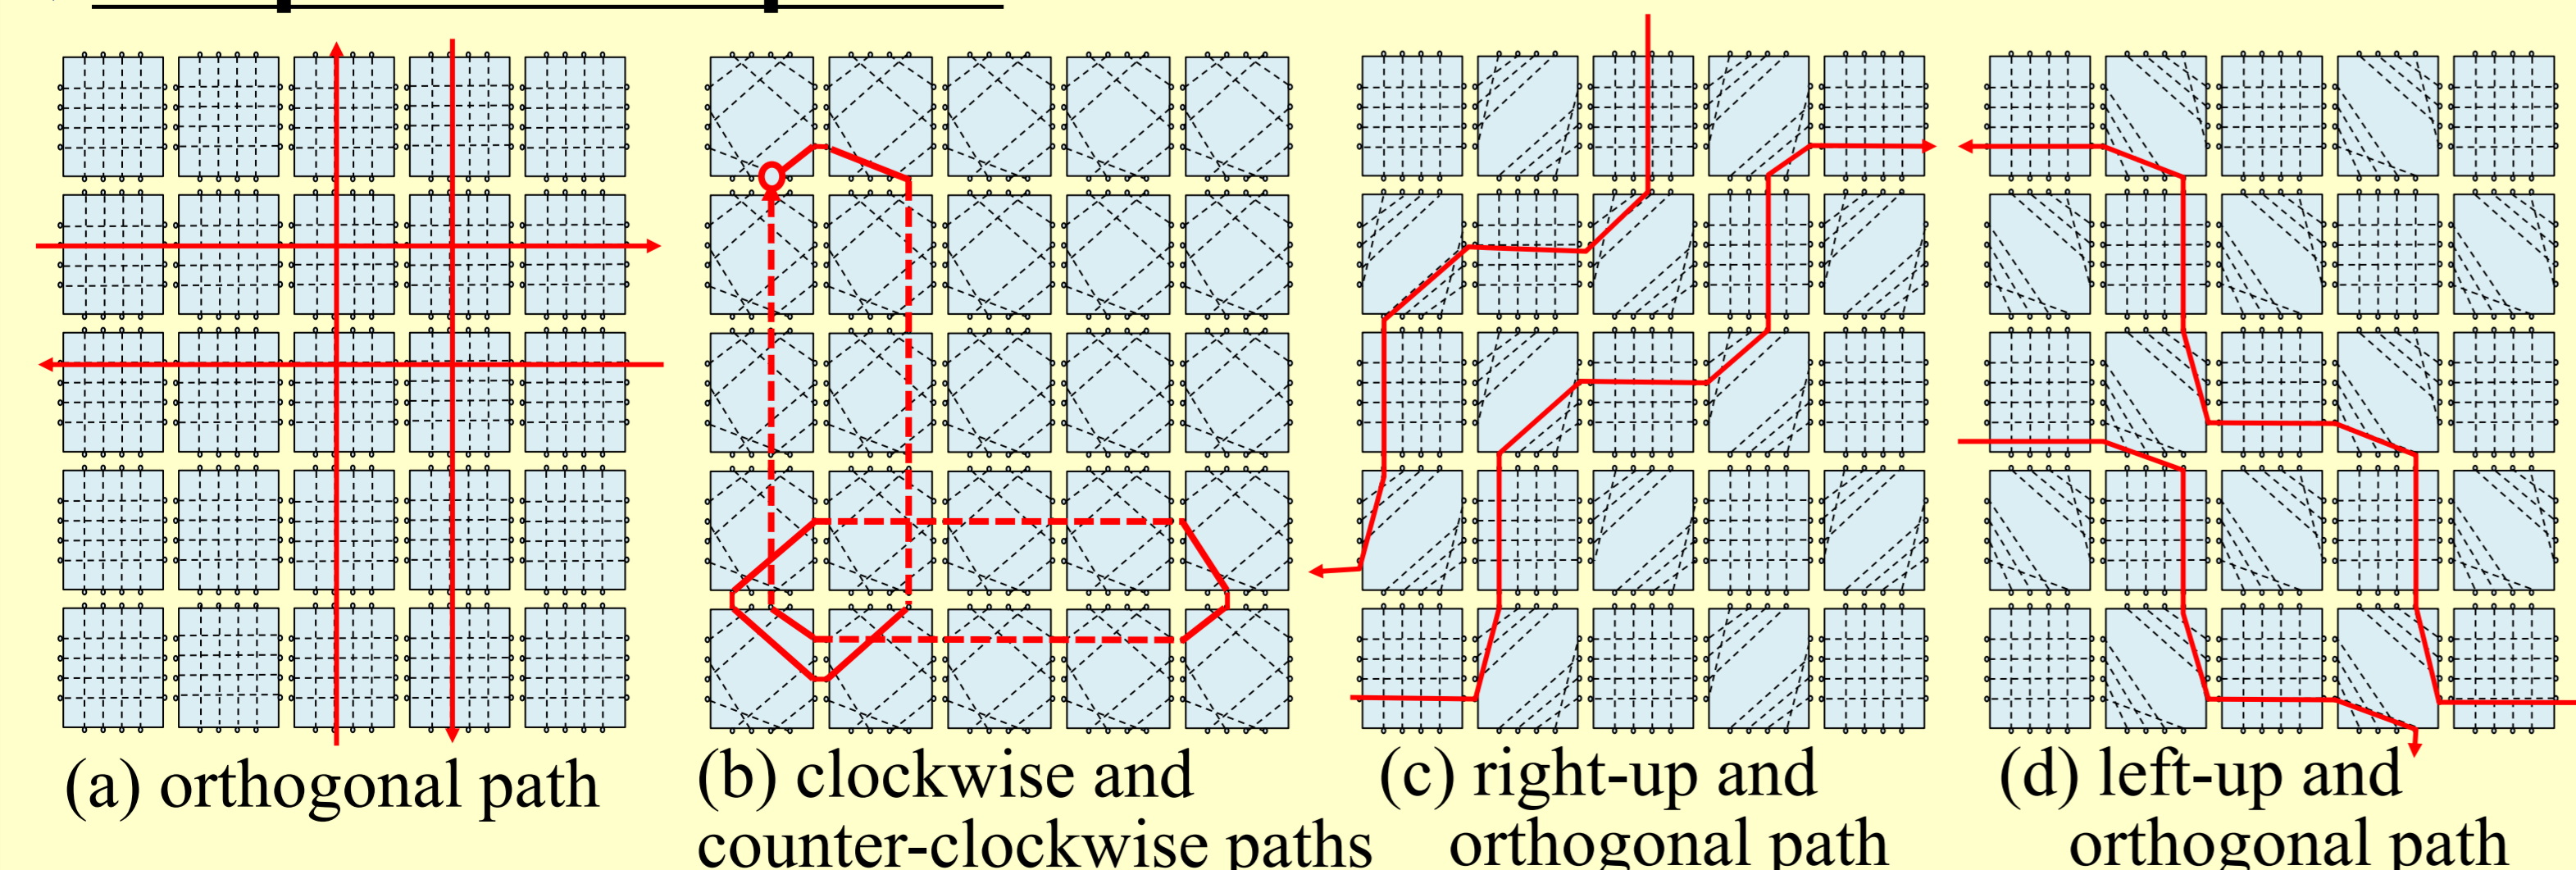 (a) orthogonal path
(b) clockwise and
counter-clockwise paths
(c) right-up and
orthogonal path
(d) left-up and
orthogonal path